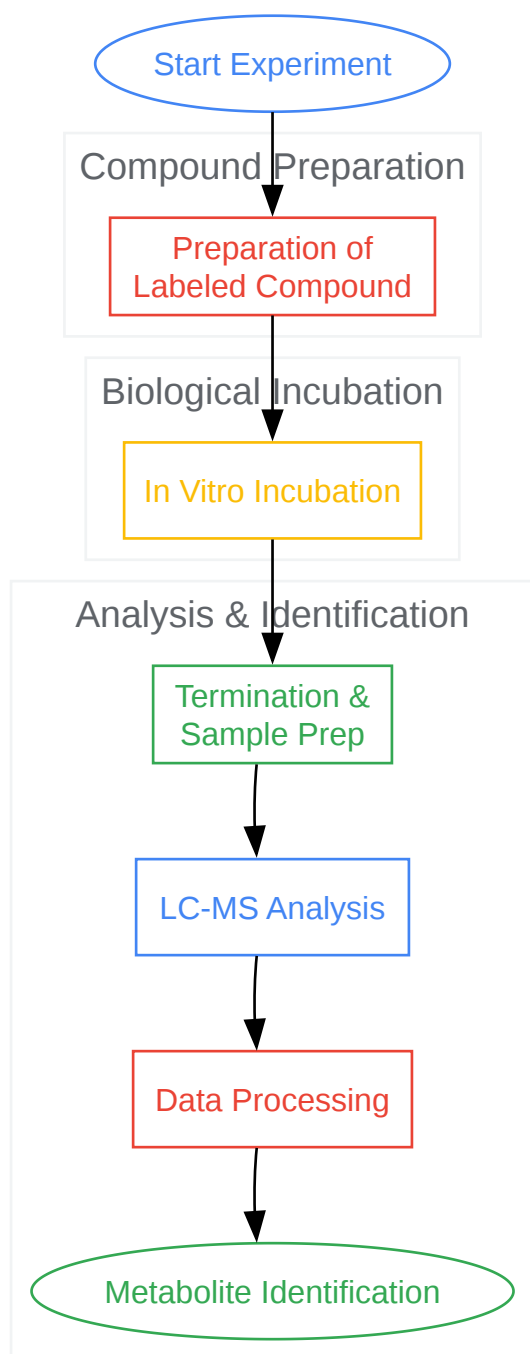 Start Experiment
Compound Preparation
Preparation of
Labeled Compound
Biological Incubation
In Vitro Incubation
Analysis & Identification
Termination &
Sample Prep
LC-MS Analysis
Data Processing
Metabolite Identification